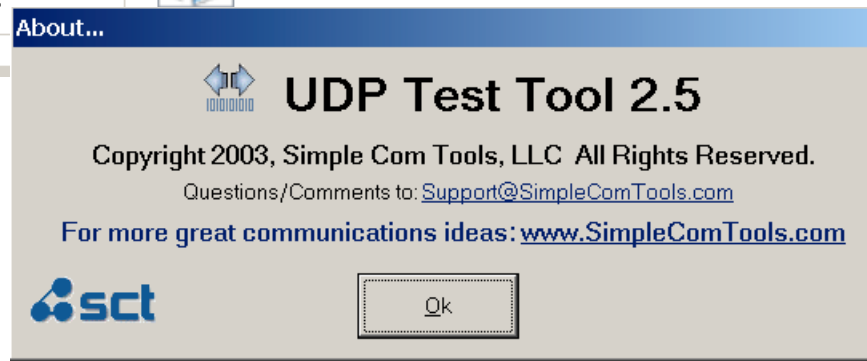 About...
UDP Test Tool 2.5
Copyright 2003, Simple Com Tools, LLC All Rights Reserved.
Questions/Comments to: Support@SimpleComTools.com
For more great communications ideas: www.SimpleComTools.com
sct
Ok